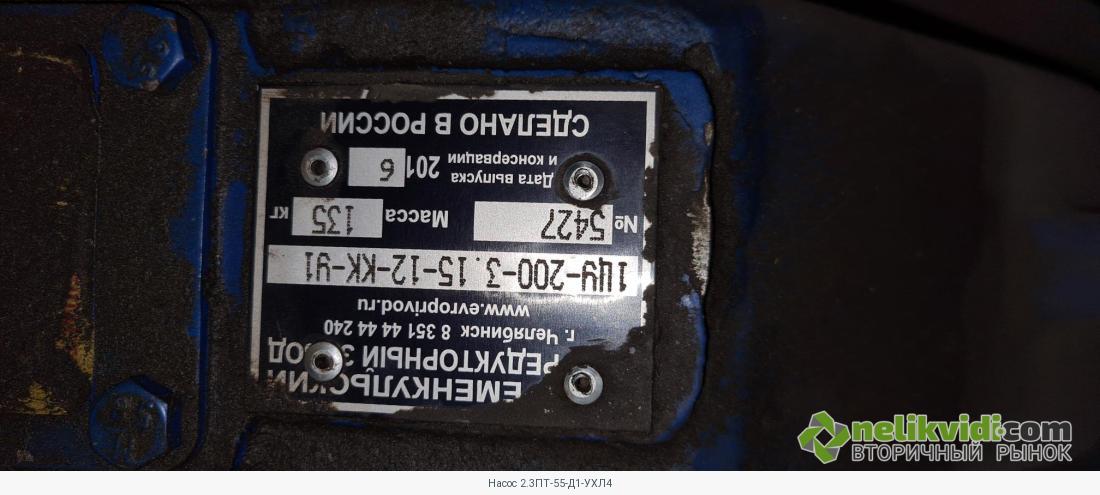 ЕМЕНКУЛЬСКИ
РЕДУКТОРНЫЙ
г. Челябинск 8 351 44 44 240
www.evroprivod.ru
1ЦУ-200-3.15-12-КК-У1
№ 5427 Масса 135 кг
Дата выпуска и консервации 2016
СДЕЛАНО В РОССИИ
nelikvidi.com
ВТОРИЧНЫЙ РЫНОК
Насос 2.3ПТ-55-Д1-УХЛ4